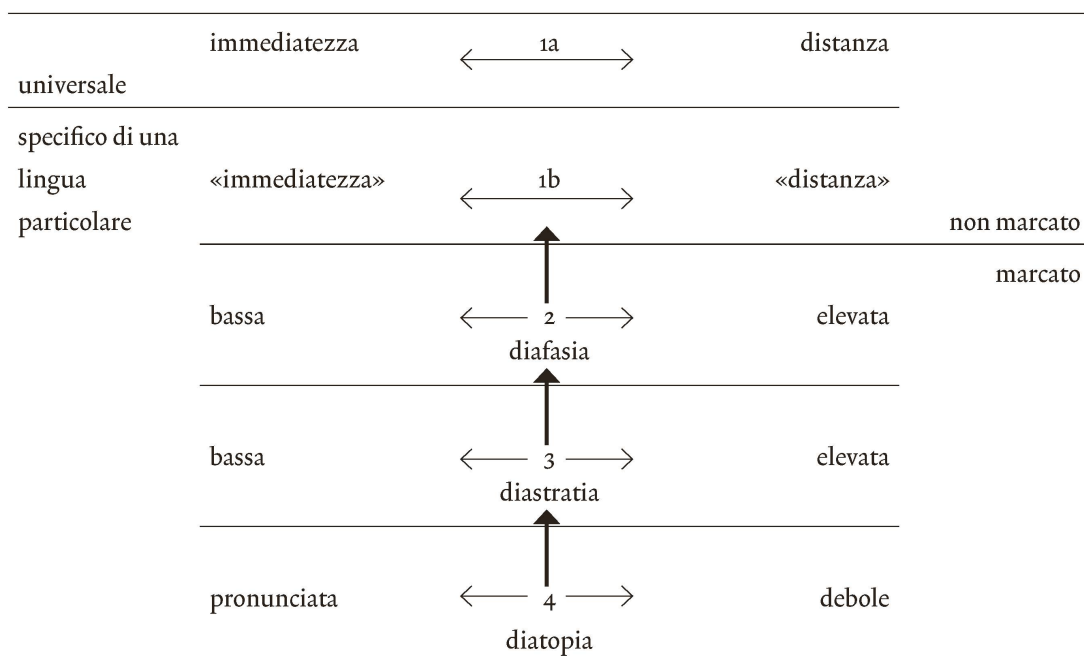 immediatezza 1a distanza
universale
specifico di una
lingua «immediatezza» 1b «distanza»
particolare non marcato
marcato
bassa 2 elevata
diafasia
bassa 3 elevata
diastratia
pronunciata 4 debole
diatopia